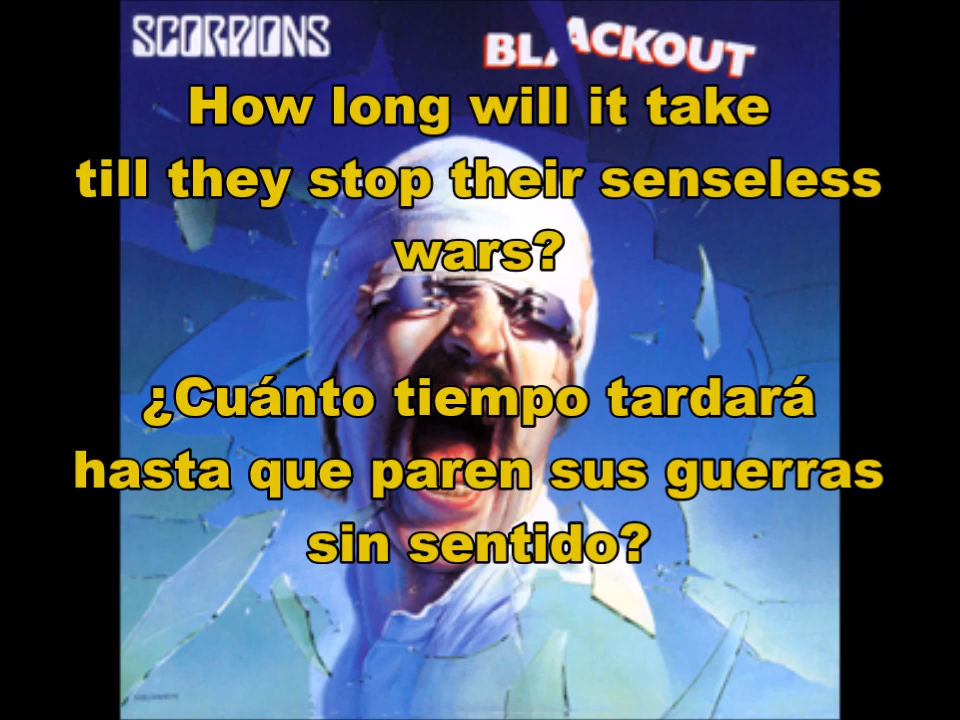 SCORPIONS
BLACKOUT
How long will it take
till they stop their senseless
wars?
¿Cuánto tiempo tardará
hasta que paren sus guerras
sin sentido?